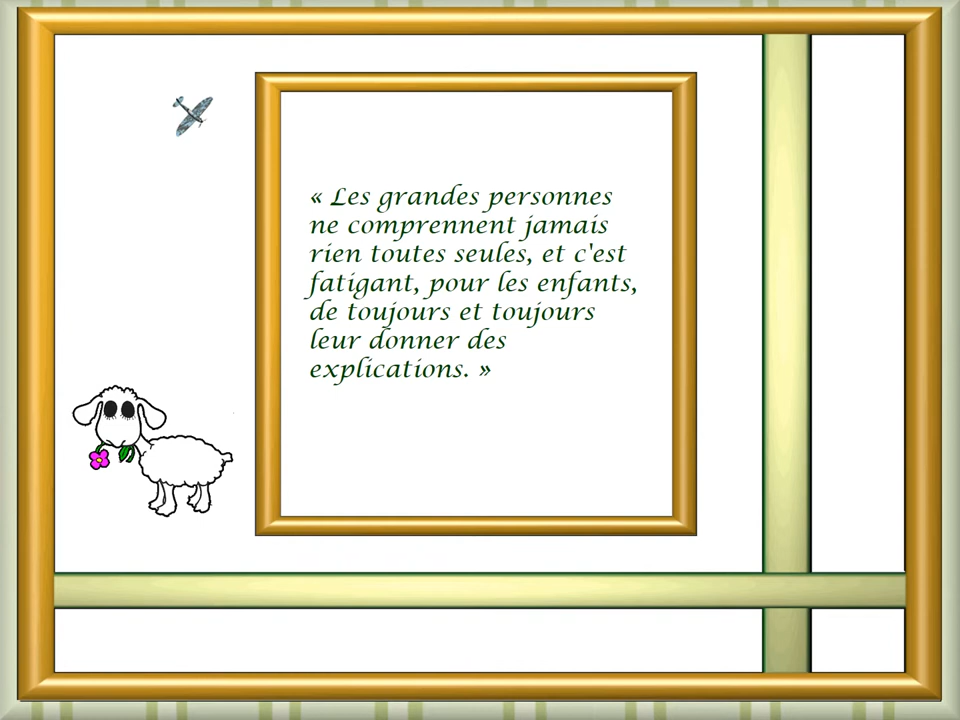 « Les grandes personnes
ne comprennent jamais
rien toutes seules, et c'est
fatigant, pour les enfants,
de toujours et toujours
leur donner des
explications. »